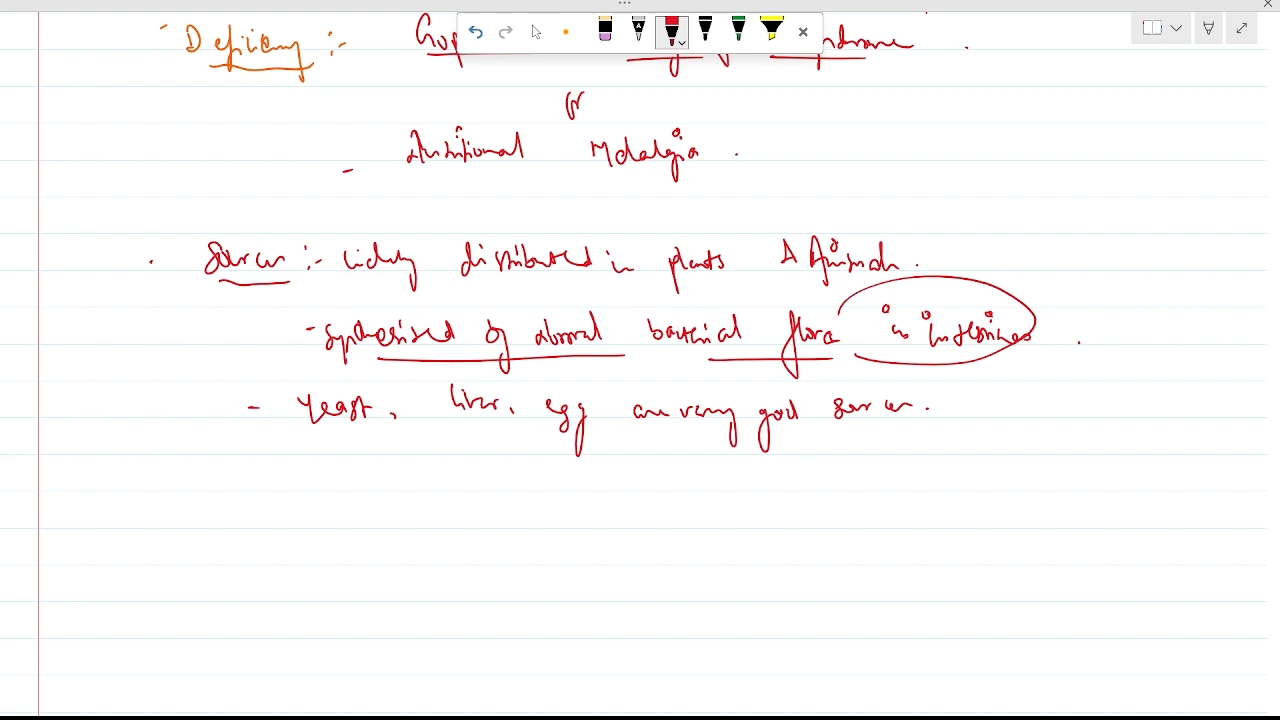 - Deficiency :-
or
- Nutritional Melalgia .
. Sources :- widely distributed in plants & Animals .
- synthesised by normal bacterial flora in intestines .
- yeast , liver , egg are very good sources .